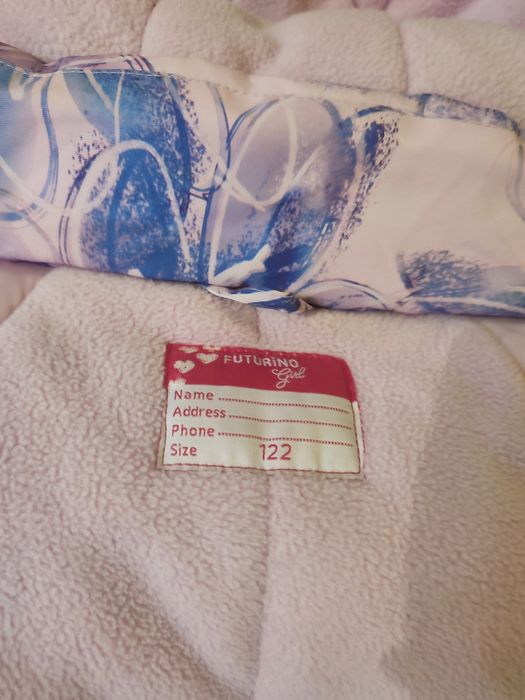 FUTURiNO
Girl
Name
Address
Phone
Size 122